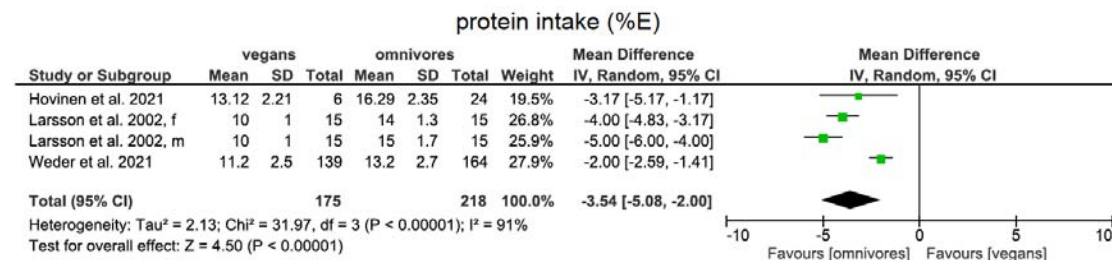 protein intake (%E)
vegans omnivores Mean Difference Mean Difference
Study or Subgroup Mean SD Total Mean SD Total Weight IV, Random, 95% CI IV, Random, 95% CI
Hovinen et al. 2021 13.12 2.21 6 16.29 2.35 24 19.5% -3.17 [-5.17, -1.17]
Larsson et al. 2002, f 10 1 15 14 1.3 15 26.8% -4.00 [-4.83, -3.17]
Larsson et al. 2002, m 10 1 15 15 1.7 15 25.9% -5.00 [-6.00, -4.00]
Weder et al. 2021 11.2 2.5 139 13.2 2.7 164 27.9% -2.00 [-2.59, -1.41]
Total (95% CI) 175 218 100.0% -3.54 [-5.08, -2.00]
Heterogeneity: Tau² = 2.13; Chi² = 31.97, df = 3 (P < 0.00001); I² = 91%
Test for overall effect: Z = 4.50 (P < 0.00001)
-10 -5 0 5 10
Favours [omnivores] Favours [vegans]